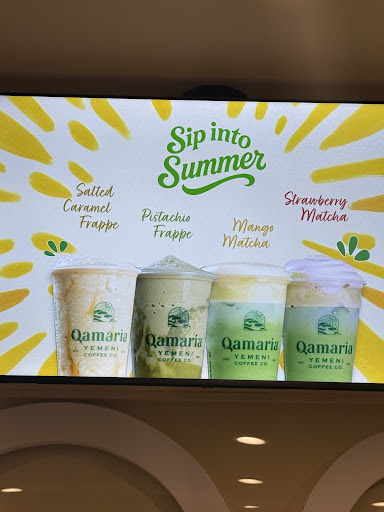 Sip into
Summer
Salted
Caramel
Frappe
Pistachio
Frappe
Mango
Matcha
Strawberry
Matcha
Qamaria
YEMENI
COFFEE CO.
Qamaria
YEMENI
COFFEE CO.
Qamaria
YEMENI
COFFEE CO.
Qamaria
YEMENI
COFFEE CO.